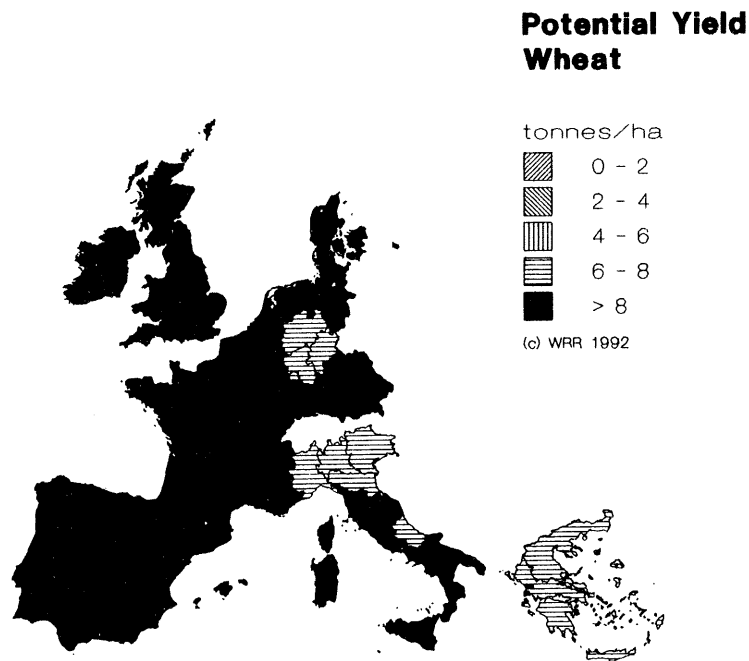 Potential Yield
Wheat
tonnes/ha
0 - 2
2 - 4
4 - 6
6 - 8
> 8
(c) WRR 1992